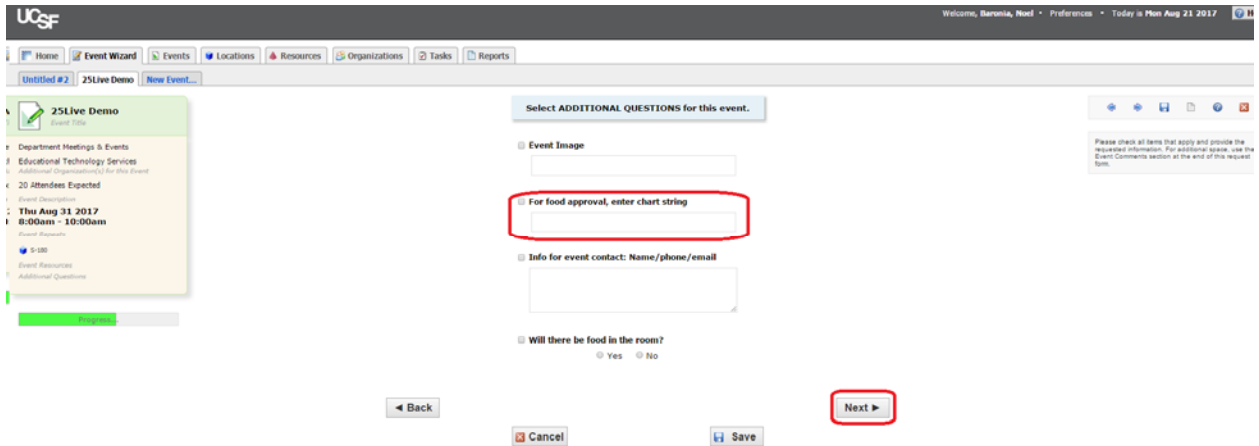 UCSF
Welcome, Baronia, Noel • Preferences • Today is Mon Aug 21 2017
Home Event Wizard Events Locations Resources Organizations Tasks Reports
Untitled #2 25Live Demo New Event...
25Live Demo
Event Title
Department Meetings & Events
Educational Technology Services
Additional Organization(s) for this Event
20 Attendees Expected
Event Description
Thu Aug 31 2017
8:00am - 10:00am
Event Repeats
S-180
Event Resources
Additional Questions
Progress...
Select ADDITIONAL QUESTIONS for this event.
Event Image
For food approval, enter chart string
Info for event contact: Name/phone/email
Will there be food in the room?
Yes No
Back
Next
Cancel
Save
Please check all items that apply and provide the
requested information. For additional space, use the
Event Comments section at the end of this request
form.